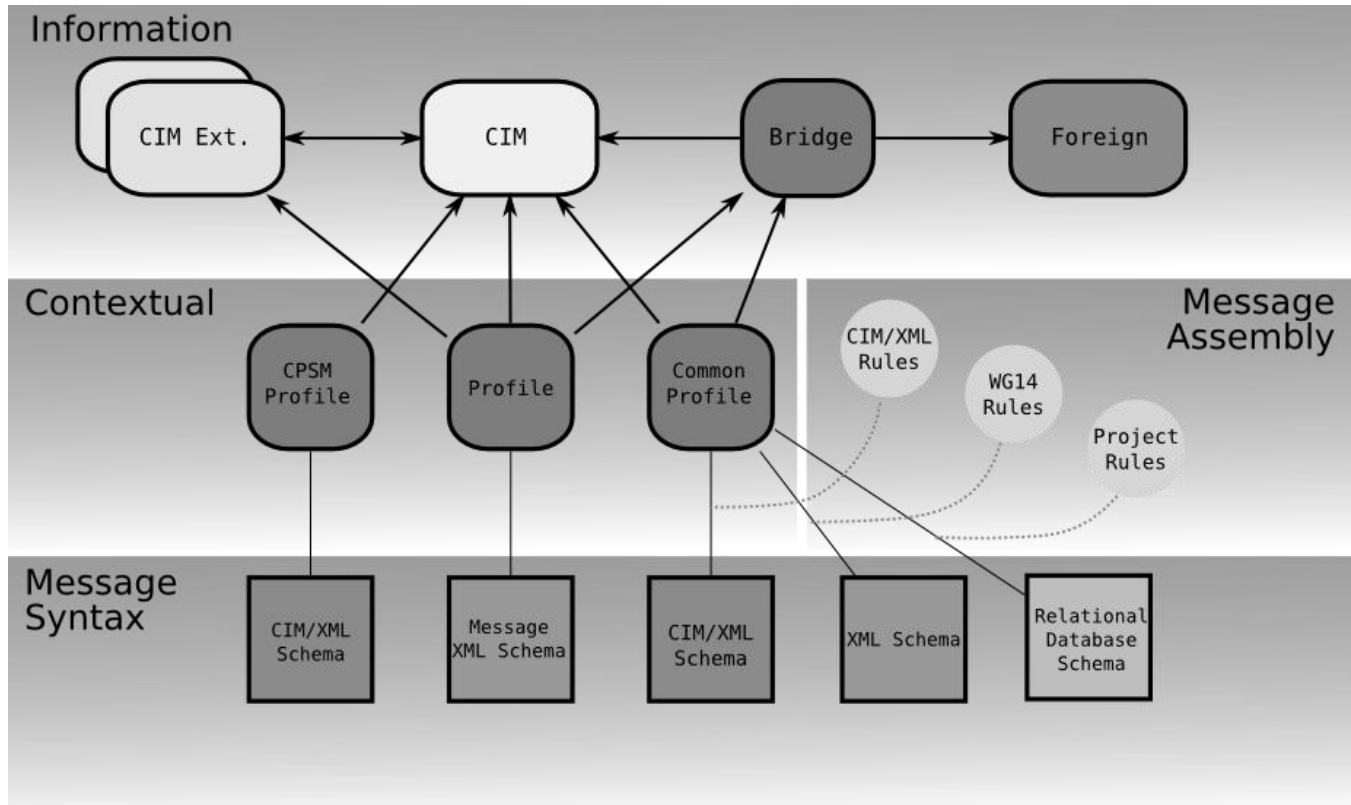 Information
CIM Ext.
CIM
Bridge
Foreign
Contextual
Message
Assembly
CPSM
Profile
Profile
Common
Profile
CIM/XML
Rules
WG14
Rules
Project
Rules
Message
Syntax
CIM/XML
Schema
Message
XML Schema
CIM/XML
Schema
XML Schema
Relational
Database
Schema